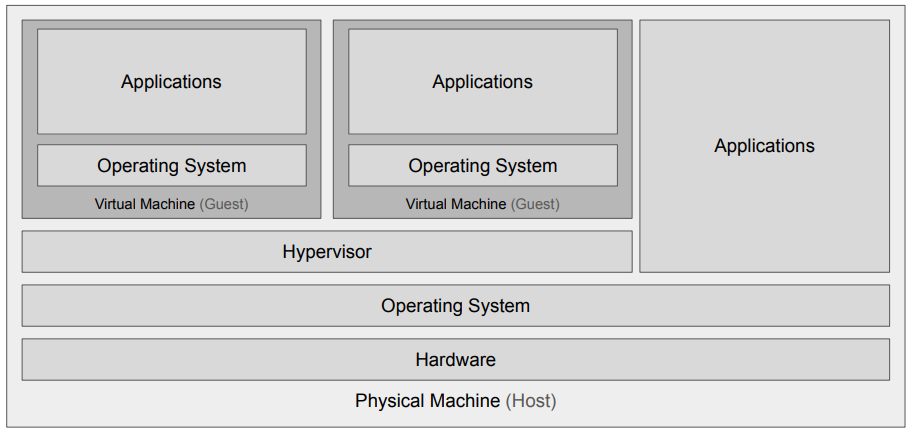 Applications
Operating System
Virtual Machine (Guest)
Applications
Operating System
Virtual Machine (Guest)
Applications
Hypervisor
Operating System
Hardware
Physical Machine (Host)